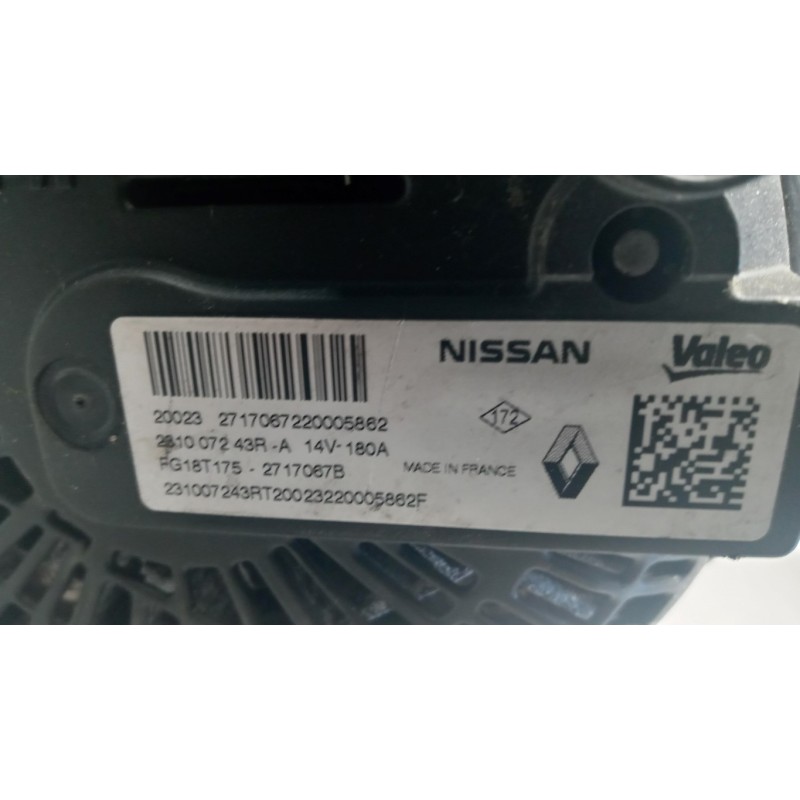 NISSAN
Valeo
20023 2717067220005862
2310 072 43R -A 14V-180A
FG18T175 - 2717067B
231007243RT20023220005862F
172
MADE IN FRANCE